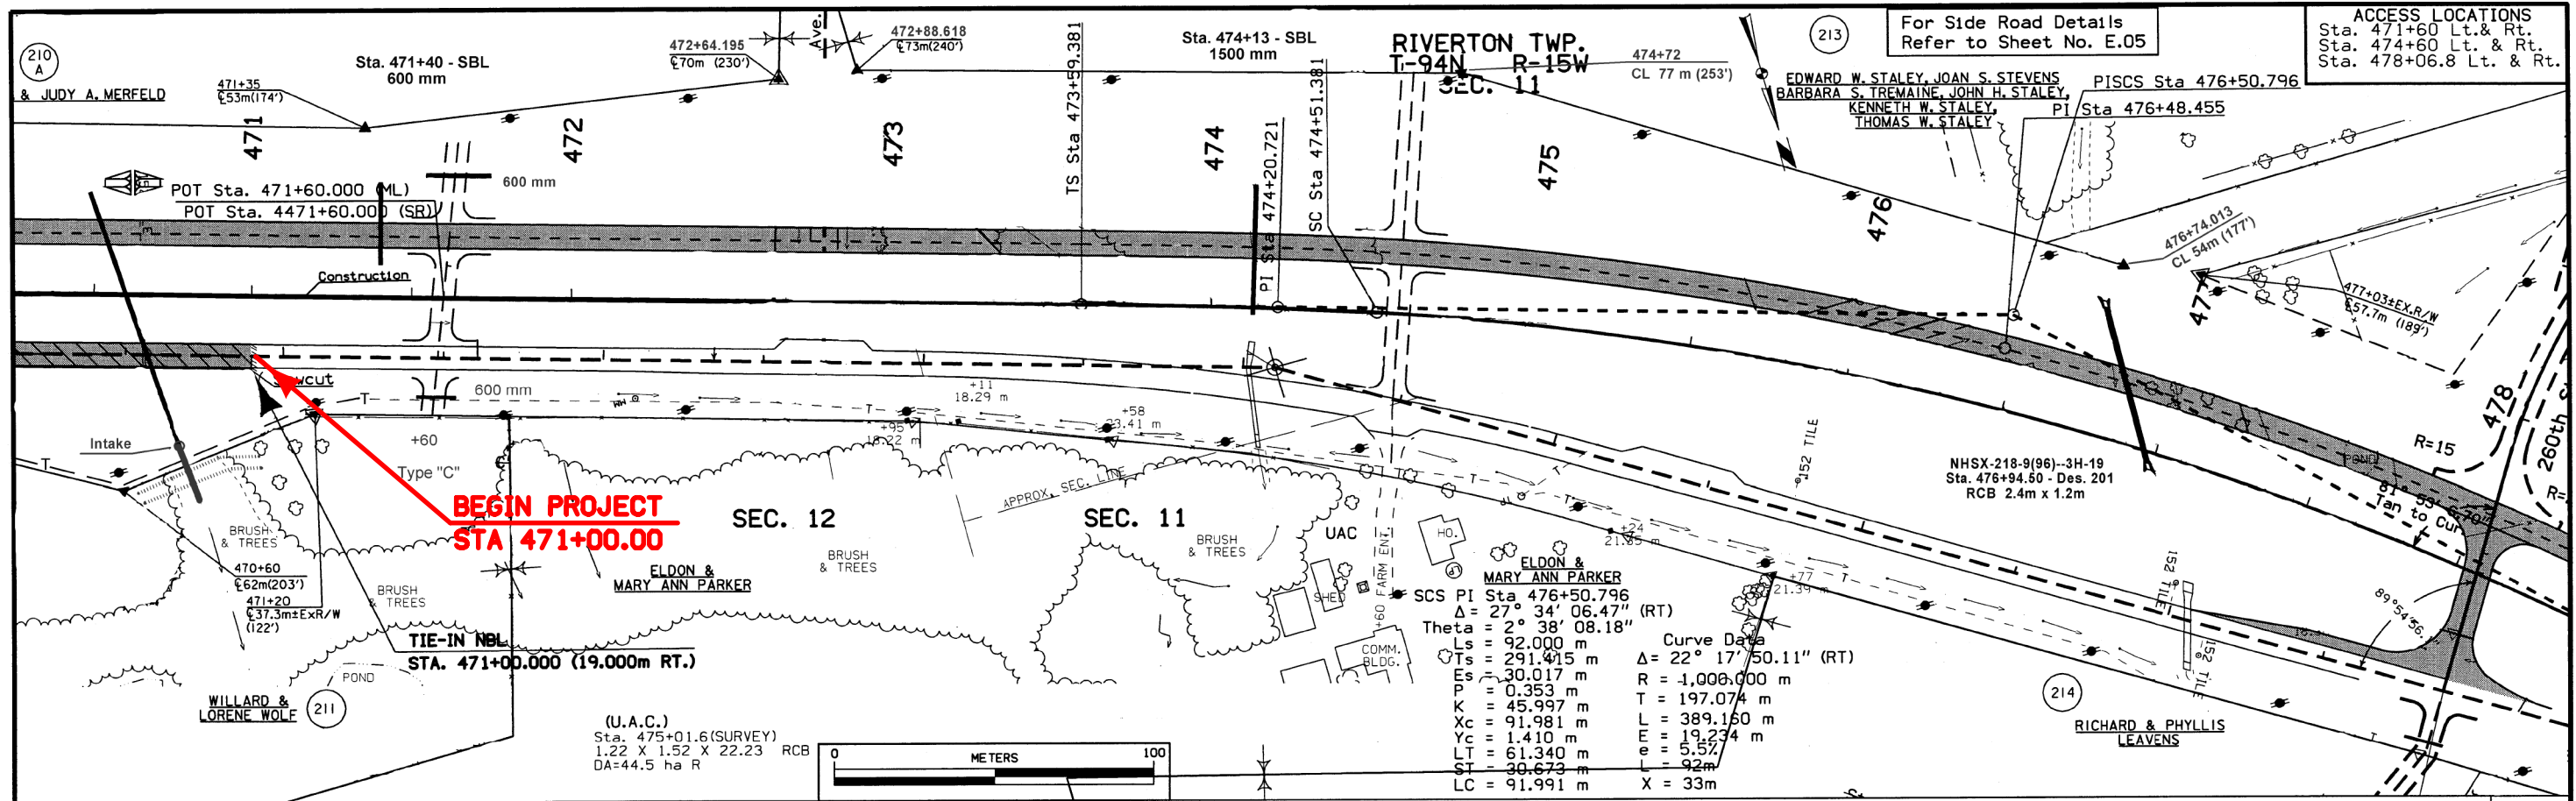 210
A
& JUDY A. MERFELD
471+35
℄53m(174')
Sta. 471+40 - SBL
600 mm
472+64.195
℄70m (230')
Ave.
472+88.618
℄73m(240')
TS Sta 473+59.381
Sta. 474+13 - SBL
1500 mm
PI Sta 474+20.721
SC Sta 474+51.381
RIVERTON TWP.
T-94N R-15W
SEC. 11
474+72
CL 77 m (253')
213
For Side Road Details
Refer to Sheet No. E.05
ACCESS LOCATIONS
Sta. 471+60 Lt.& Rt.
Sta. 474+60 Lt. & Rt.
Sta. 478+06.8 Lt. & Rt.
EDWARD W. STALEY, JOAN S. STEVENS
BARBARA S. TREMAINE, JOHN H. STALEY,
KENNETH W. STALEY,
THOMAS W. STALEY
PISCS Sta 476+50.796
PI Sta 476+48.455
471
472
473
474
475
476
477
478
POT Sta. 471+60.000 (ML)
POT Sta. 4471+60.000 (SR)
600 mm
476+74.013
CL 54m (177')
477+03±EX.R/W
℄57.7m (189')
Construction
600 mm
Intake
+60
Type "C"
BEGIN PROJECT
STA 471+00.00
+11
18.29 m
+95
18.22 m
+58
23.41 m
APPROX. SEC. LINE
152 TILE
NHSX-218-9(96)--3H-19
Sta. 476+94.50 - Des. 201
RCB 2.4m x 1.2m
R=15
POND
260th
81° 53' 6.70"
Tan to Cur
BRUSH
& TREES
SEC. 12
BRUSH
& TREES
SEC. 11
BRUSH
& TREES
UAC
HO.
LP
SHED
COMM.
BLDG.
+60 FARM ENT.
+24
+77
21.39 m
470+60
℄62m(203')
471+20
℄37.3m±ExR/W
(122')
BRUSH
& TREES
ELDON &
MARY ANN PARKER
ELDON &
MARY ANN PARKER
TIE-IN NBL
STA. 471+00.000 (19.000m RT.)
POND
WILLARD &
LORENE WOLF
211
(U.A.C.)
Sta. 475+01.6(SURVEY)
1.22 X 1.52 X 22.23 RCB
DA=44.5 ha R
0 METERS 100
SCS PI Sta 476+50.796
Δ = 27° 34' 06.47" (RT)
Theta = 2° 38' 08.18"
Ls = 92.000 m
Ts = 291.415 m
Es = 30.017 m
P = 0.353 m
K = 45.997 m
Xc = 91.981 m
Yc = 1.410 m
LT = 61.340 m
ST = 30.673 m
LC = 91.991 m
Curve Data
Δ= 22° 17' 50.11" (RT)
R = 1,000.000 m
T = 197.074 m
L = 389.160 m
E = 19.234 m
e = 5.5%
L = 92m
X = 33m
152 TILE
152 TILE
89°54'56.1"
214
RICHARD & PHYLLIS
LEAVENS